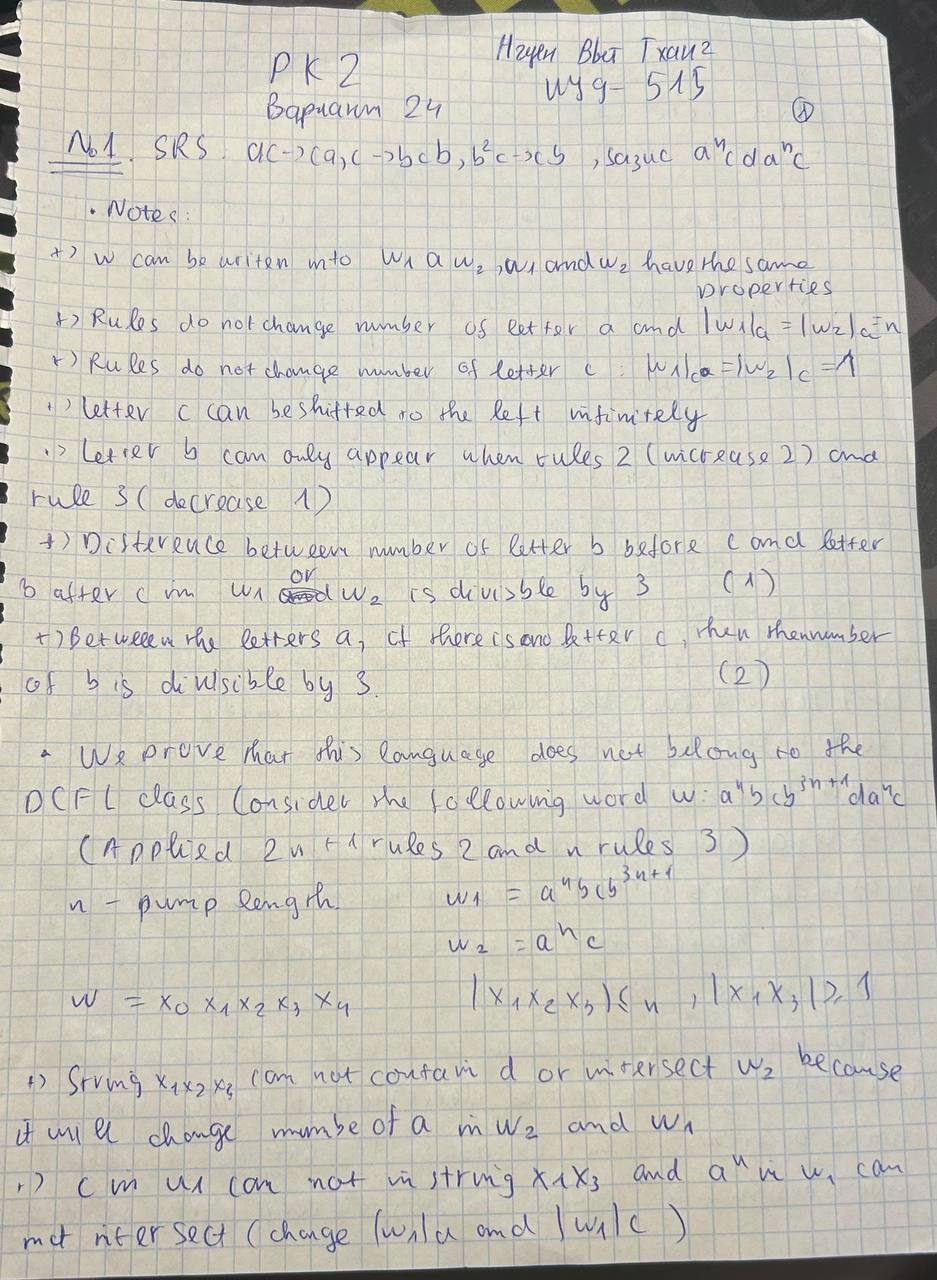 Нгуен Вьет Тханг
РК2
ИУ9-515
Вариант 24
①
№1. SRS: ac->ca, c->bcb, b²c->cb, базис aⁿcdaⁿc
• Notes:
+) w can be writen into w₁ d w₂, w₁ and w₂ have the same
properties
+) Rules do not change number of letter a and |w₁|a = |w₂|a = n
+) Rules do not change number of letter c : |w₁|c = |w₂|c = 1
+) letter c can be shifted to the left infinitely
+) Letter b can only appear when rules 2 (increase 2) and
rule 3 (decrease 1)
+) Difference between number of letter b before c and letter
b after c in w₁ or w₂ is divisble by 3 (1)
+) Between the letters a, if there is no letter c, then then number
of b is divisible by 3. (2)
• We prove that this language does not belong to the
DCFL class Consider the following word w: aⁿbcb³ⁿ⁺¹daⁿc
(Applied 2n+1 rules 2 and n rules 3)
n - pump length. w₁ = aⁿbcb³ⁿ⁺¹
w₂ = aⁿc
w = x₀ x₁ x₂ x₃ x₄ |x₁x₂x₃| ≤ n, |x₁x₃| ≥ 1
+) String x₁x₂x₃ can not contain d or intersect w₂ because
it will change numbe of a in w₂ and w₁
+) c in w₁ can not in string x₁x₃ and aⁿ in w₁ can
not intersect (change |w₁|a and |w₁|c)